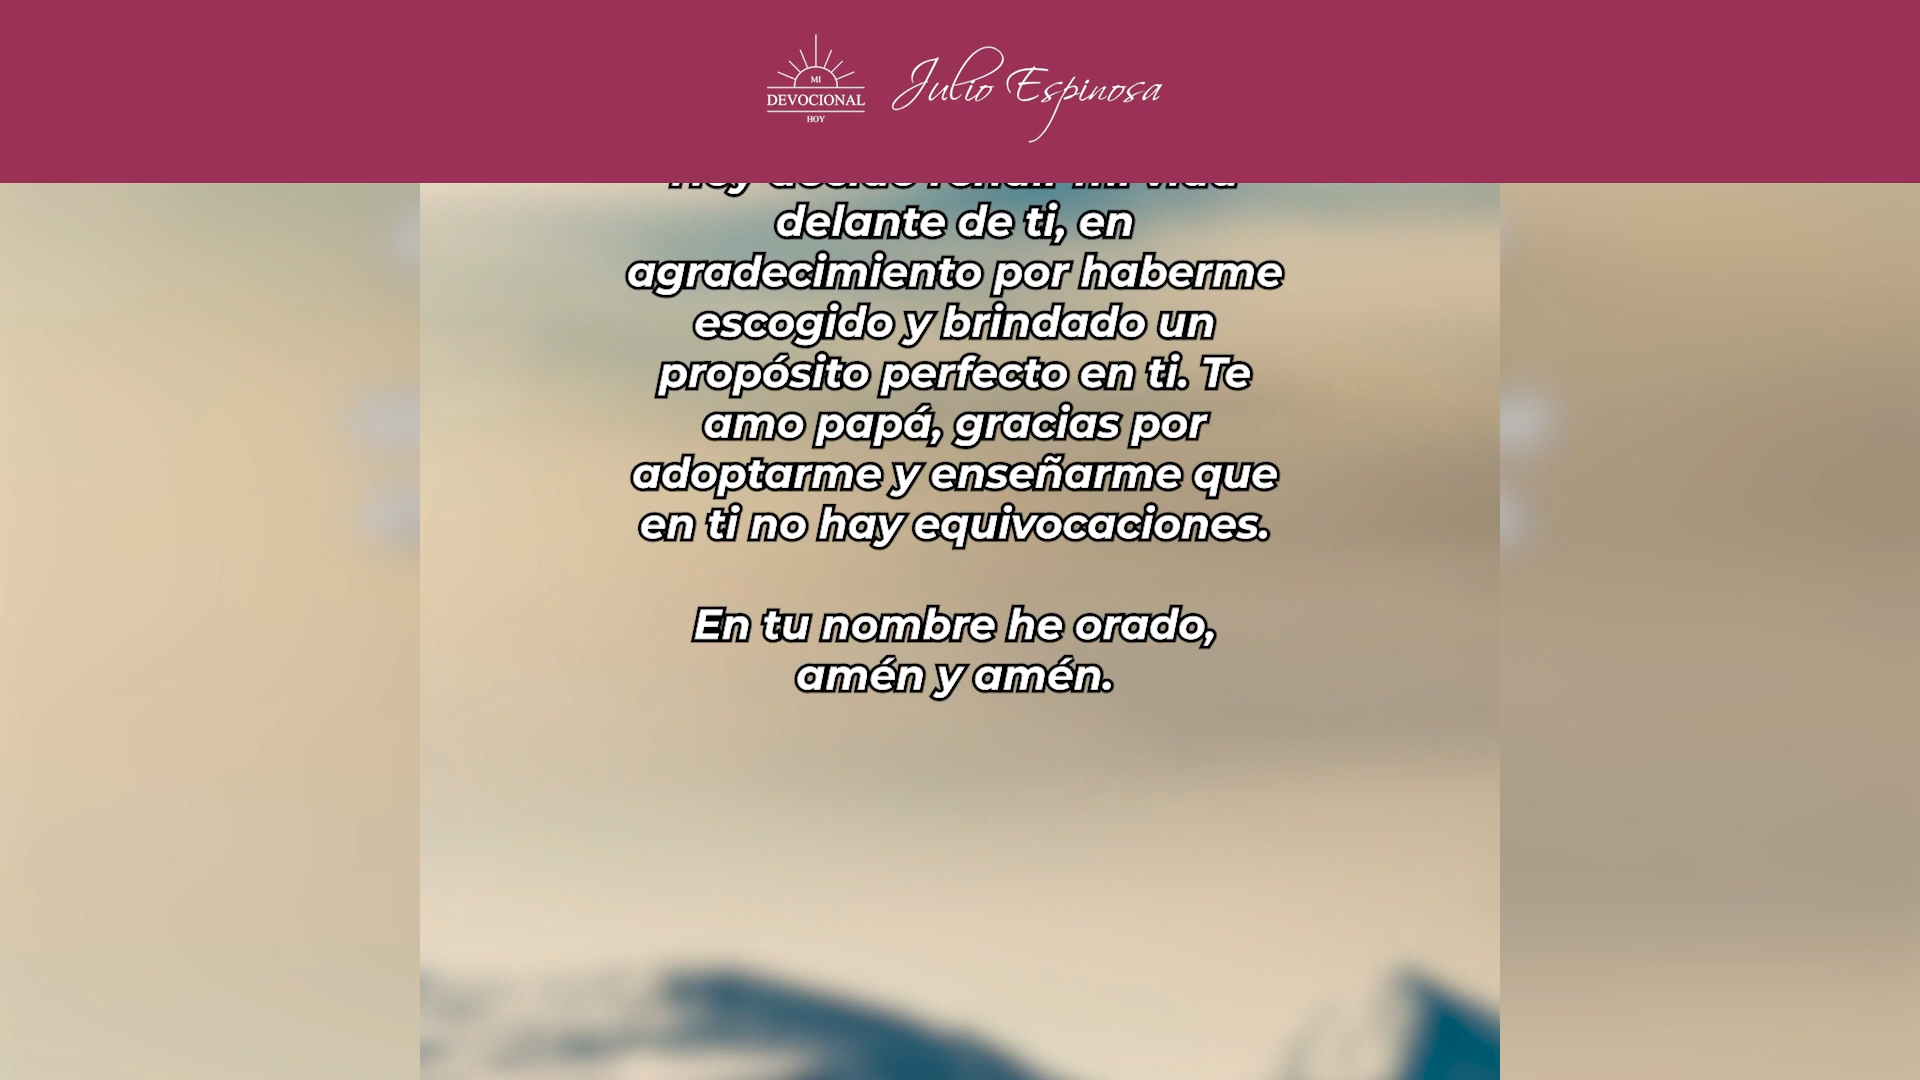 MI
DEVOCIONAL
HOY
Julio Espinosa
delante de ti, en
agradecimiento por haberme
escogido y brindado un
propósito perfecto en ti. Te
amo papá, gracias por
adoptarme y enseñarme que
en ti no hay equivocaciones.
En tu nombre he orado,
amén y amén.